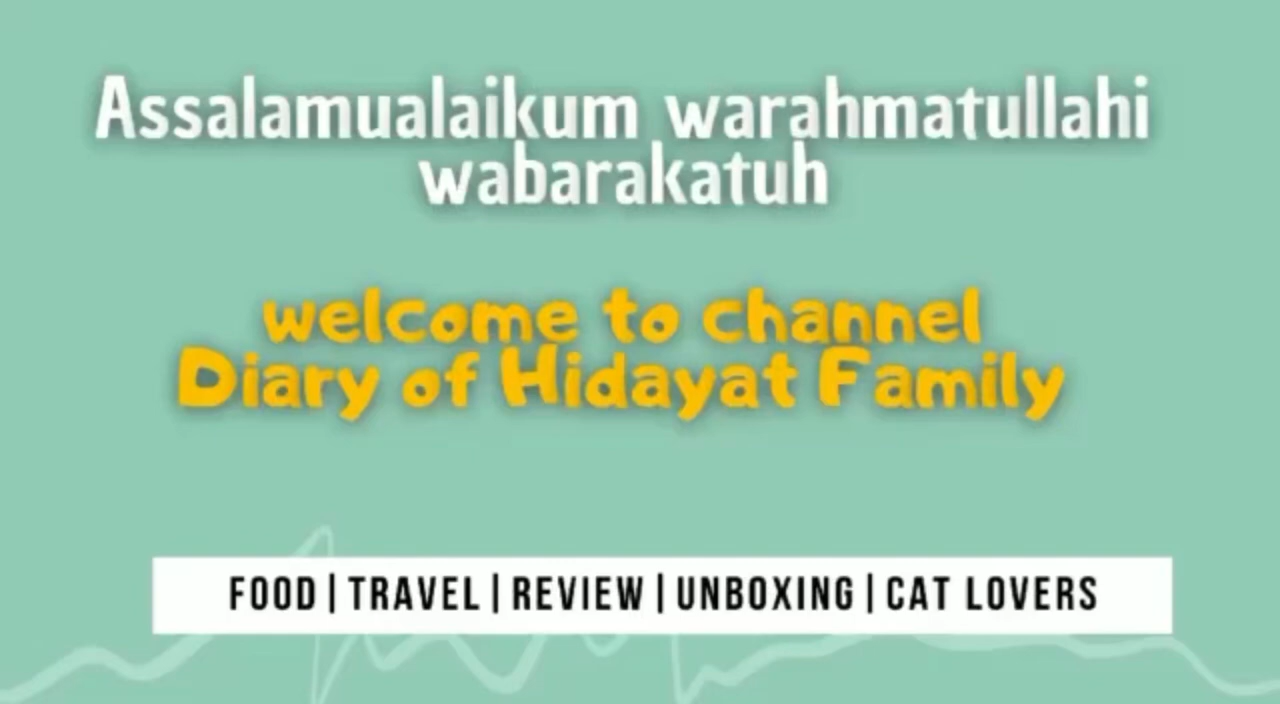 Assalamualaikum warahmatullahi
wabarakatuh
welcome to channel
Diary of Hidayat Family
FOOD | TRAVEL | REVIEW | UNBOXING | CAT LOVERS